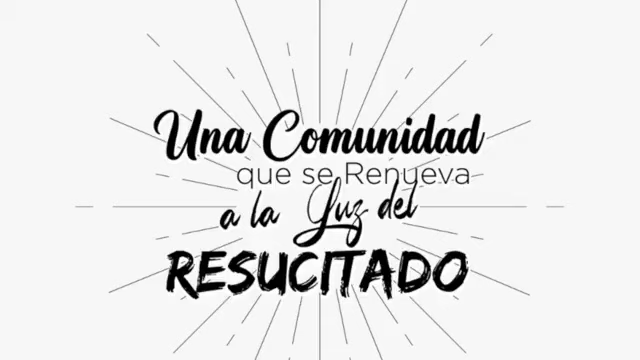 Una Comunidad
que se Renueva
a la Luz del
RESUCITADO